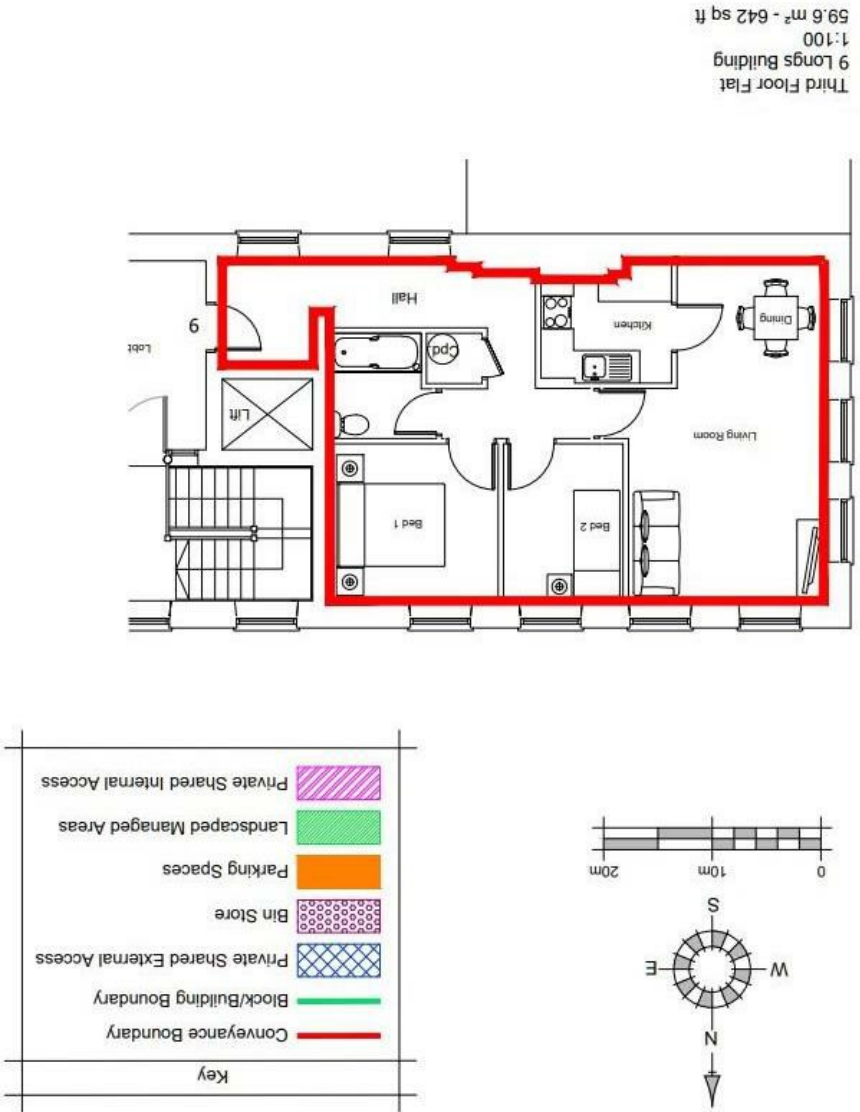 Key
Conveyance Boundary
Block/Building Boundary
Private Shared External Access
Bin Store
Parking Spaces
Landscaped Managed Areas
Private Shared Internal Access
N
W
E
S
0
10m
20m
Living Room
Bed 2
Bed 1
Lift
Lobb
Cpd
Dining
Kitchen
Hall
9
Third Floor Flat
9 Longs Building
1:100
59.6 m² - 642 sq ft